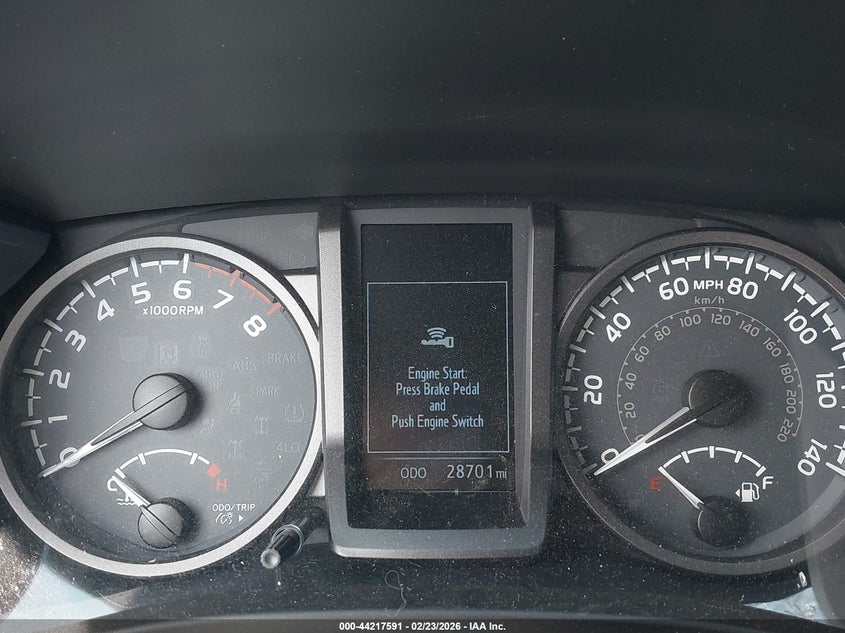 x1000RPM
0 1 2 3 4 5 6 7 8
BRAKE
ABS
AUTO
PARK
H
ODO/TRIP
Engine Start:
Press Brake Pedal
and
Push Engine Switch
ODO 28701 mi
MPH
km/h
0 20 40 60 80 100 120 140
0 20 40 60 80 100 120 140 160 180 200 220
E F
000-44217591 - 02/23/2026 - IAA Inc.